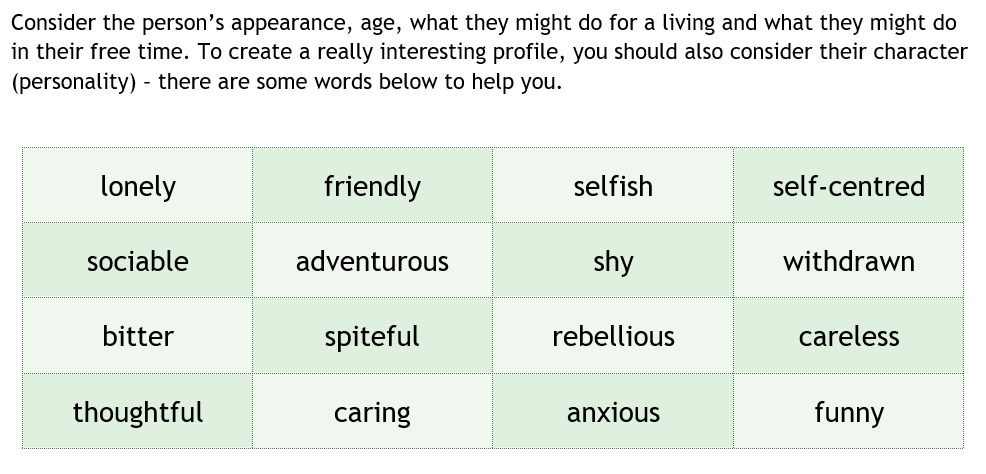 Consider the person’s appearance, age, what they might do for a living and what they might do
in their free time. To create a really interesting profile, you should also consider their character
(personality) – there are some words below to help you.
lonely friendly selfish self-centred
sociable adventurous shy withdrawn
bitter spiteful rebellious careless
thoughtful caring anxious funny